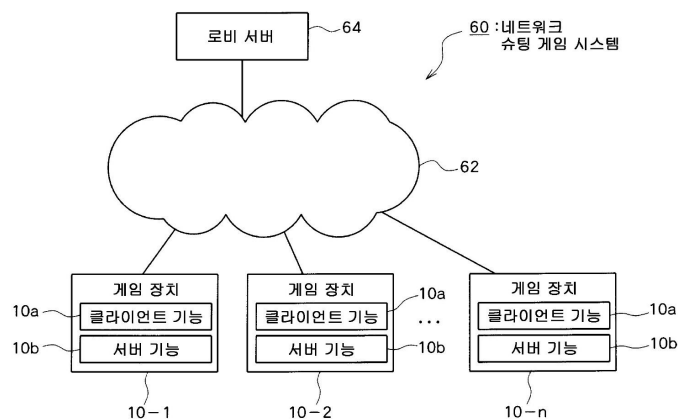 로비 서버
64
60 : 네트워크
슈팅 게임 시스템
62
게임 장치
10a
클라이언트 기능
10b
서버 기능
10-1
게임 장치
10a
클라이언트 기능
서버 기능
10b
10-2
...
게임 장치
클라이언트 기능
10a
서버 기능
10b
10-n